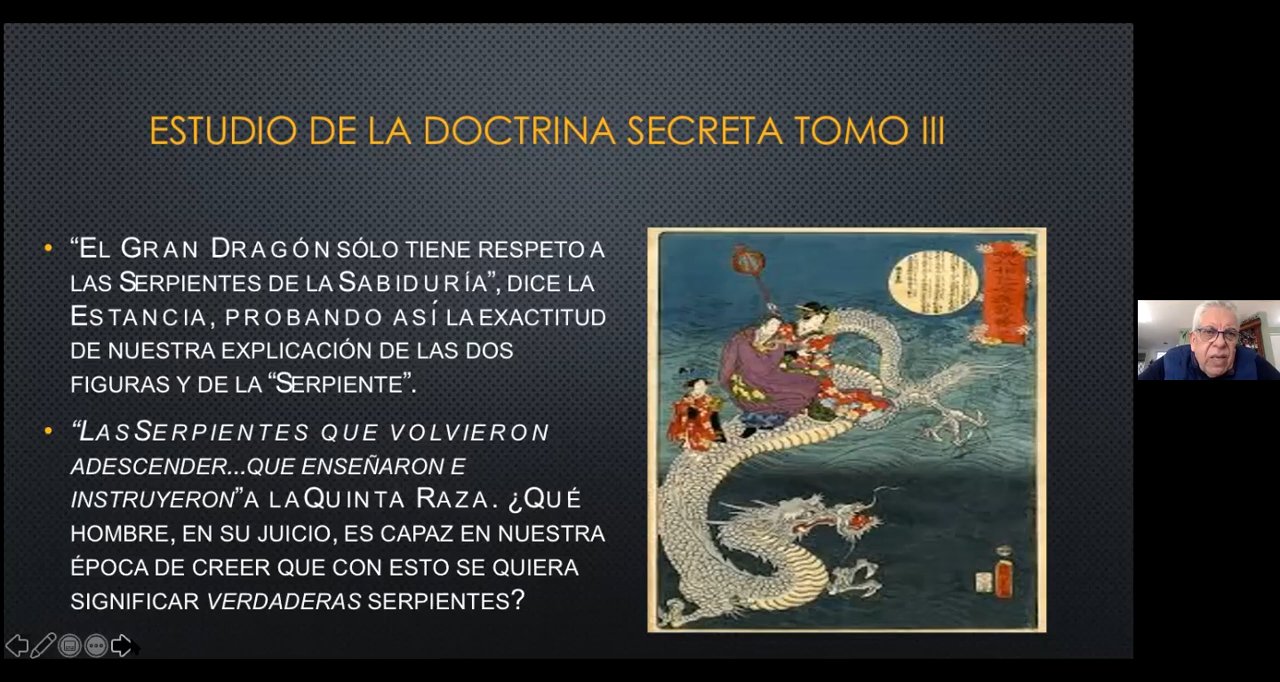 ESTUDIO DE LA DOCTRINA SECRETA TOMO III
• “EL GRAN DRAGÓN SÓLO TIENE RESPETO A
LAS SERPIENTES DE LA SABIDURÍA”, DICE LA
ESTANCIA, PROBANDO ASÍ LA EXACTITUD
DE NUESTRA EXPLICACIÓN DE LAS DOS
FIGURAS Y DE LA “SERPIENTE”.
• “LAS SERPIENTES QUE VOLVIERON
ADESCENDER...QUE ENSEÑARON E
INSTRUYERON”A LA QUINTA RAZA. ¿QUÉ
HOMBRE, EN SU JUICIO, ES CAPAZ EN NUESTRA
ÉPOCA DE CREER QUE CON ESTO SE QUIERA
SIGNIFICAR VERDADERAS SERPIENTES?